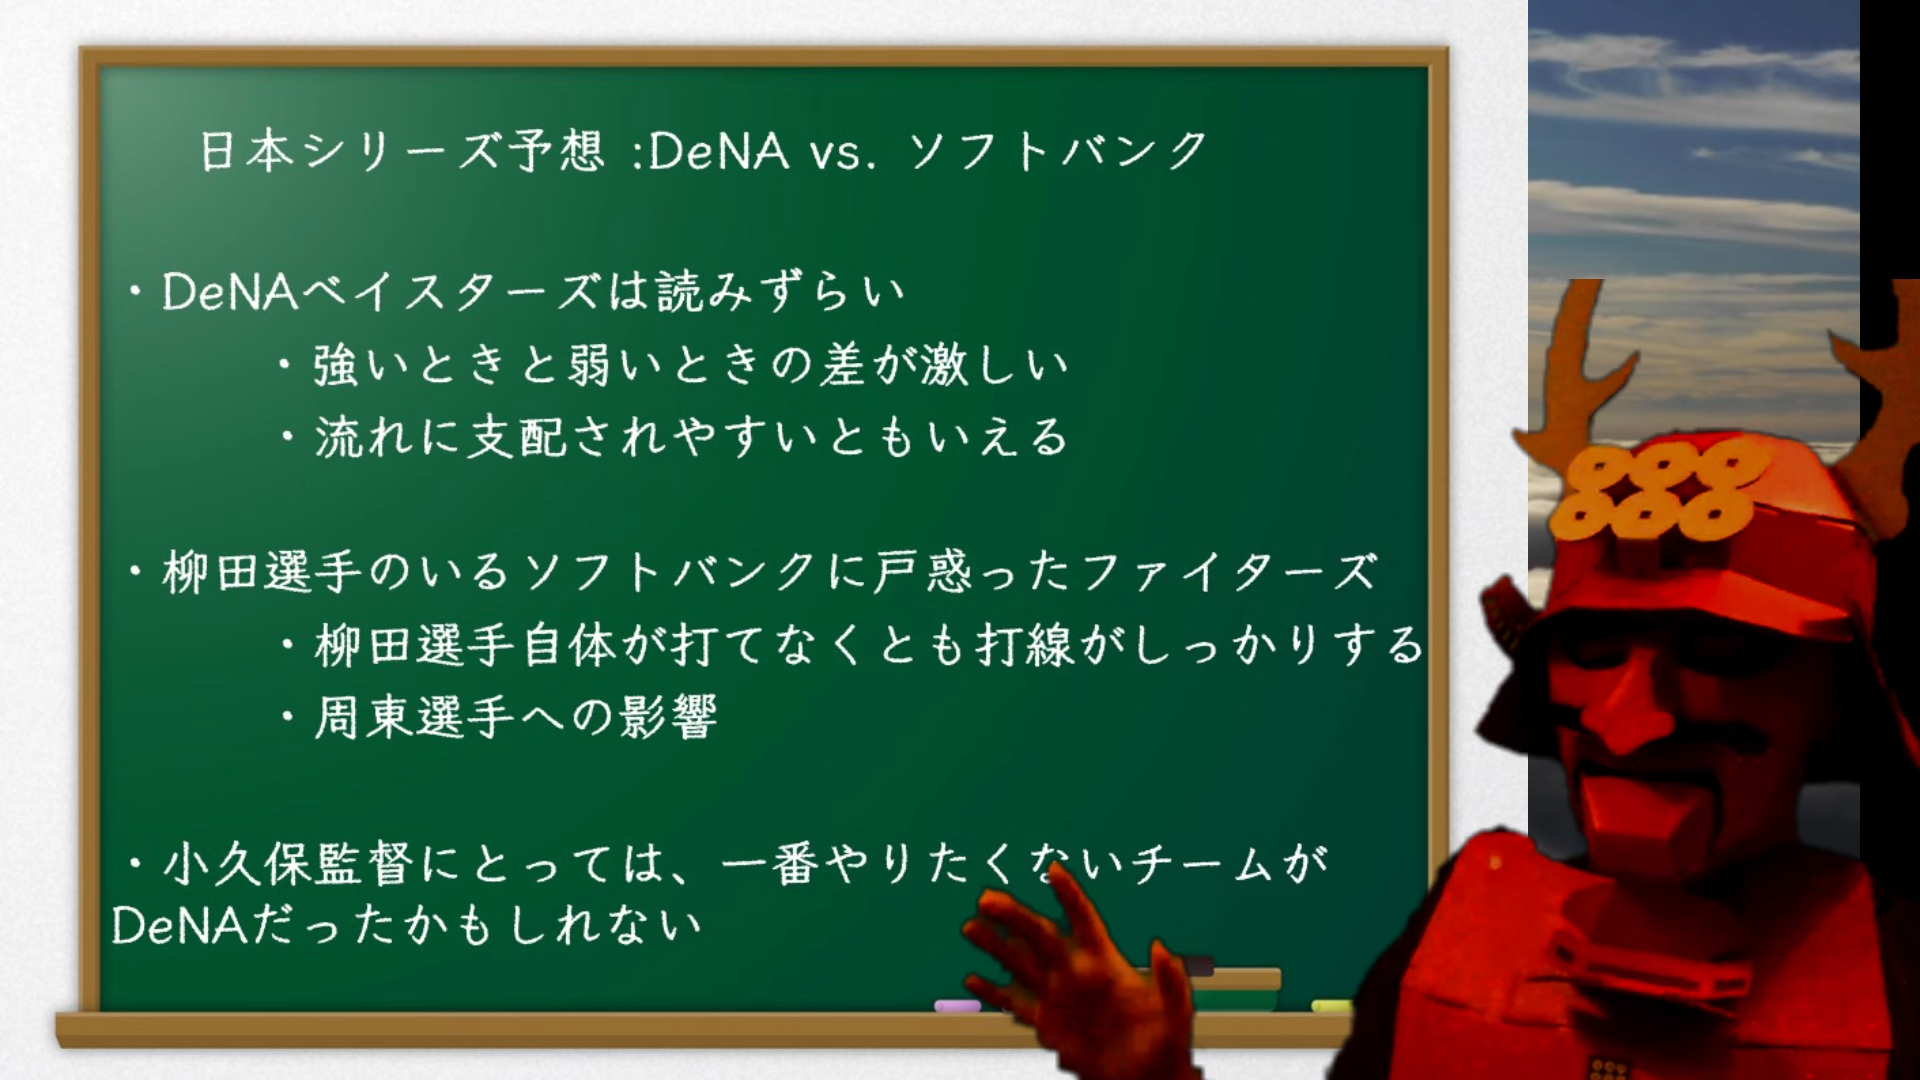 日本シリーズ予想 :DeNA vs. ソフトバンク
・DeNAベイスターズは読みずらい
・強いときと弱いときの差が激しい
・流れに支配されやすいともいえる
・柳田選手のいるソフトバンクに戸惑ったファイターズ
・柳田選手自体が打てなくとも打線がしっかりする
・周東選手への影響
・小久保監督にとっては、一番やりたくないチームが
DeNAだったかもしれない